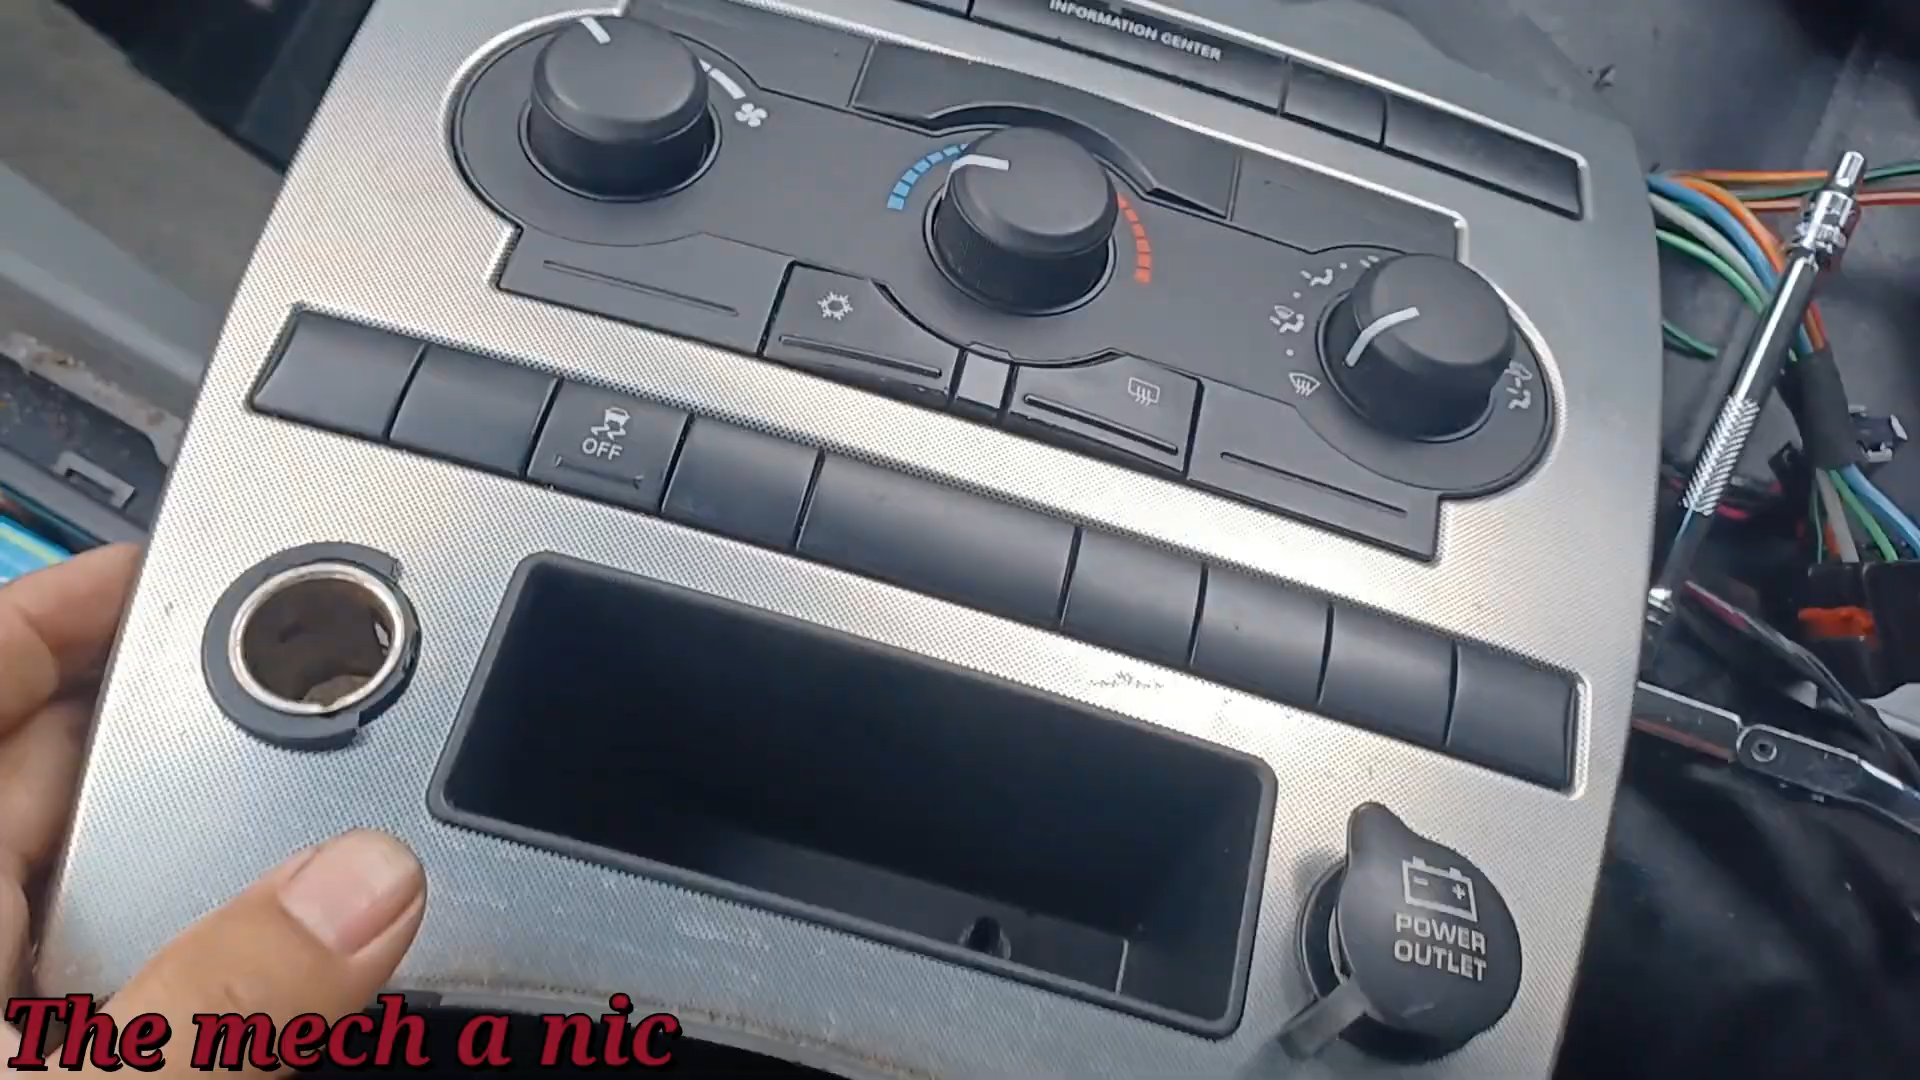 INFORMATION CENTER
OFF
POWER
OUTLET
The mech a nic